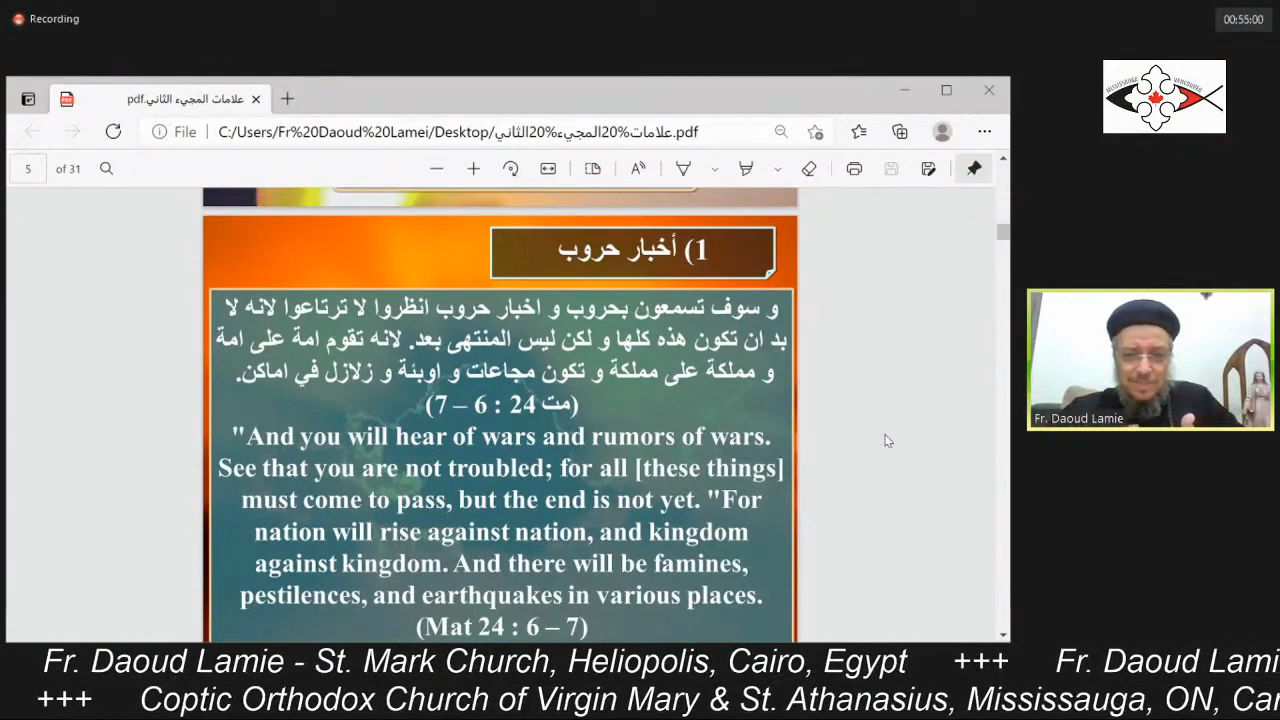 Recording
00:55:00
MISSISSAUGA VANCOUVER
علامات المجيء الثاني.pdf
File C:/Users/Fr%20Daoud%20Lamei/Desktop/علامات%20المجيء%20الثاني.pdf
5 of 31
1) أخبار حروب
و سوف تسمعون بحروب و اخبار حروب انظروا لا ترتاعوا لانه لا
بد ان تكون هذه كلها و لكن ليس المنتهى بعد. لانه تقوم امة على امة
و مملكة على مملكة و تكون مجاعات و اوبئة و زلازل في اماكن.
(مت 24 : 6 – 7)
"And you will hear of wars and rumors of wars.
See that you are not troubled; for all [these things]
must come to pass, but the end is not yet. "For
nation will rise against nation, and kingdom
against kingdom. And there will be famines,
pestilences, and earthquakes in various places.
(Mat 24 : 6 – 7)
Fr. Daoud Lamie
Fr. Daoud Lamie - St. Mark Church, Heliopolis, Cairo, Egypt +++ Fr. Daoud Lami
+++ Coptic Orthodox Church of Virgin Mary & St. Athanasius, Mississauga, ON, Ca